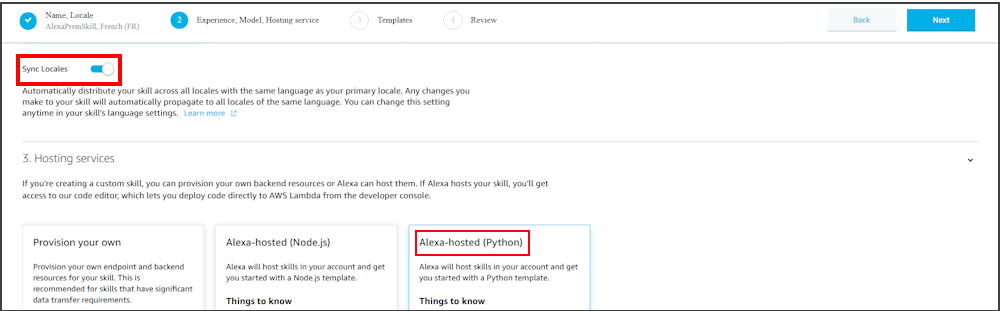 Name, Locale
AlexaPremSkill, French (FR)
2
Experience, Model, Hosting service
3
Templates
4
Review
Back
Next
Sync Locales
Automatically distribute your skill across all locales with the same language as your primary locale. Any changes you
make to your skill will automatically propagate to all locales of the same language. You can change this setting
anytime in your skill's language settings. Learn more
3. Hosting services
If you're creating a custom skill, you can provision your own backend resources or Alexa can host them. If Alexa hosts your skill, you'll get
access to our code editor, which lets you deploy code directly to AWS Lambda from the developer console.
Provision your own
Provision your own endpoint and backend
resources for your skill. This is
recommended for skills that have significant
data transfer requirements.
Alexa-hosted (Node.js)
Alexa will host skills in your account and get
you started with a Node.js template.
Things to know
Alexa-hosted (Python)
Alexa will host skills in your account and get
you started with a Python template.
Things to know